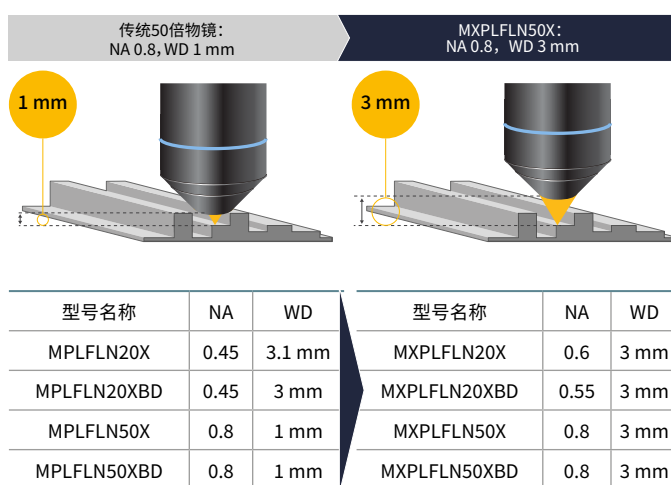 传统50倍物镜：
NA 0.8, WD 1 mm
MXPLFLN50X：
NA 0.8，WD 3 mm
1 mm
3 mm
型号名称 NA WD
MPLFLN20X 0.45 3.1 mm
MPLFLN20XBD 0.45 3 mm
MPLFLN50X 0.8 1 mm
MPLFLN50XBD 0.8 1 mm
型号名称 NA WD
MXPLFLN20X 0.6 3 mm
MXPLFLN20XBD 0.55 3 mm
MXPLFLN50X 0.8 3 mm
MXPLFLN50XBD 0.8 3 mm